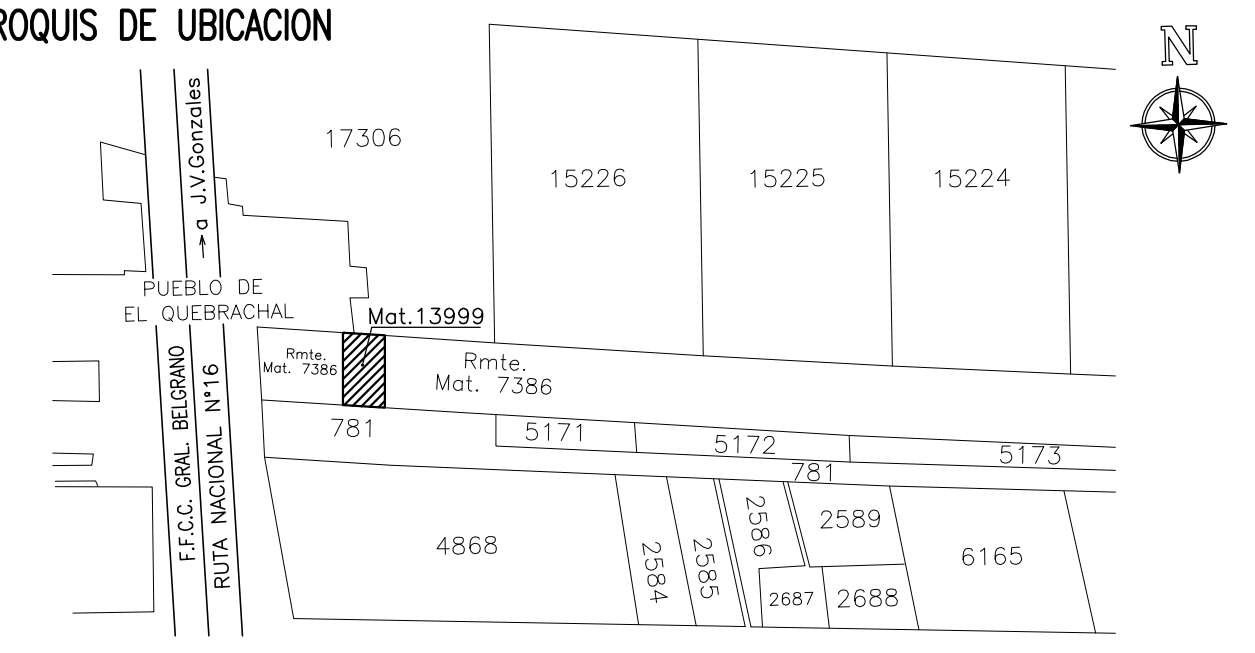 ROQUIS DE UBICACION
N
→a J.V.Gonzales
17306
15226
15225
15224
PUEBLO DE
EL QUEBRACHAL
Mat.13999
Rmte.
Mat. 7386
Rmte.
Mat. 7386
F.F.C.C. GRAL. BELGRANO
RUTA NACIONAL N°16
781
5171
5172
5173
781
4868
2584
2585
2586
2589
6165
2687
2688